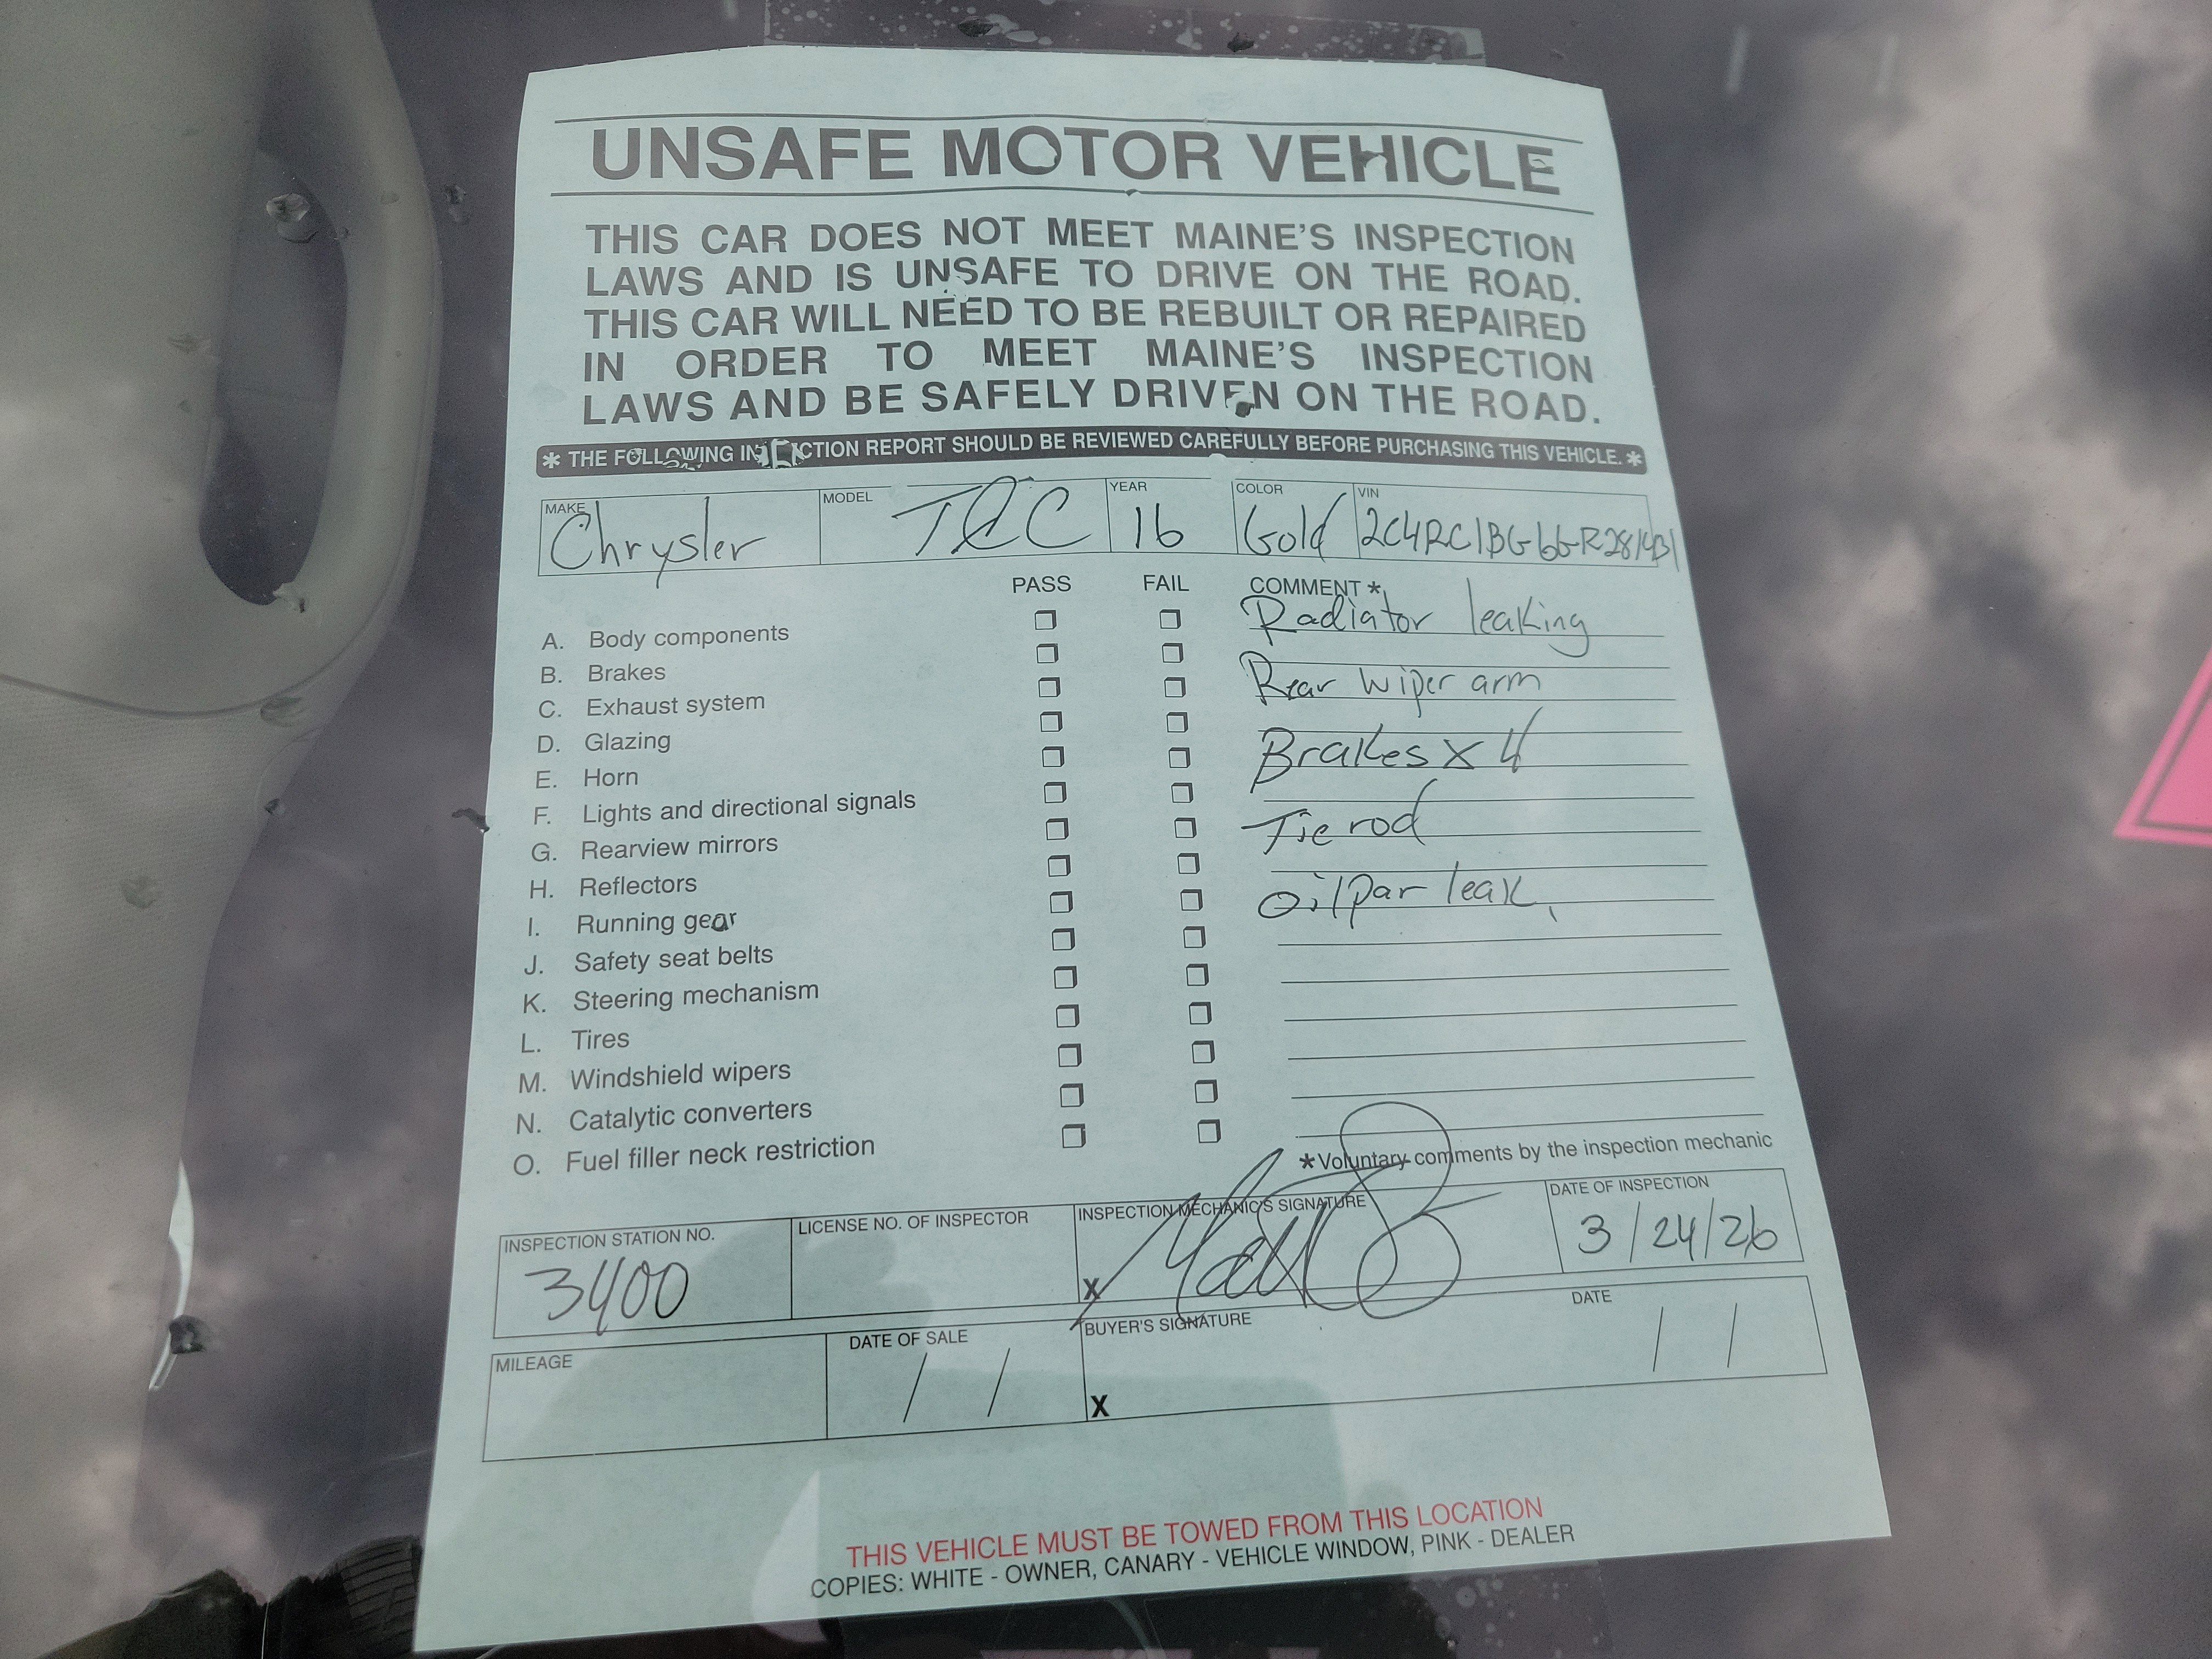 UNSAFE MOTOR VEHICLE
THIS CAR DOES NOT MEET MAINE'S INSPECTION
LAWS AND IS UNSAFE TO DRIVE ON THE ROAD.
THIS CAR WILL NEED TO BE REBUILT OR REPAIRED
IN ORDER TO MEET MAINE'S INSPECTION
LAWS AND BE SAFELY DRIVEN ON THE ROAD.
* THE FOLLOWING INSPECTION REPORT SHOULD BE REVIEWED CAREFULLY BEFORE PURCHASING THIS VEHICLE. *
MAKE MODEL YEAR COLOR VIN
Chrysler 16 Gold
PASS FAIL COMMENT *
Radiator leaking
A. Body components
B. Brakes
Rear wiper arm
C. Exhaust system
D. Glazing
Brakes x 4
E. Horn
F. Lights and directional signals
Tie rod
G. Rearview mirrors
H. Reflectors
Oil pan leak
I. Running gear
J. Safety seat belts
K. Steering mechanism
L. Tires
M. Windshield wipers
N. Catalytic converters
O. Fuel filler neck restriction
*Voluntary comments by the inspection mechanic
INSPECTION STATION NO. LICENSE NO. OF INSPECTOR INSPECTION MECHANIC'S SIGNATURE DATE OF INSPECTION
3400 X 3/24/26
MILEAGE DATE OF SALE BUYER'S SIGNATURE DATE
/ / X / /
THIS VEHICLE MUST BE TOWED FROM THIS LOCATION
COPIES: WHITE - OWNER, CANARY - VEHICLE WINDOW, PINK - DEALER